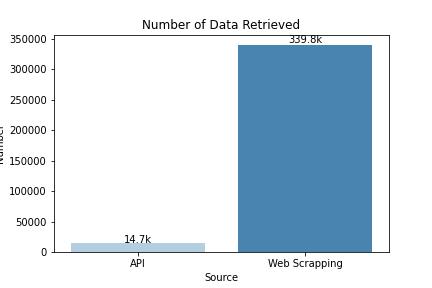 Number of Data Retrieved
350000
300000
250000
200000
150000
100000
50000
0
Number
339.8k
14.7k
API
Web Scrapping
Source